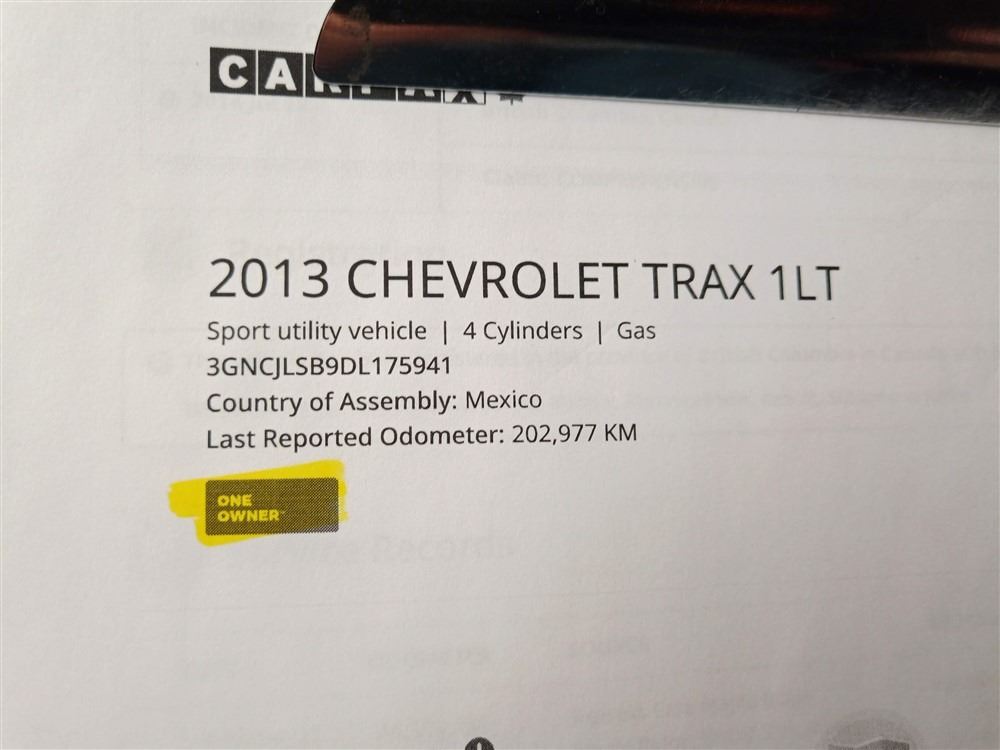 CARFAX
2013 CHEVROLET TRAX 1LT
Sport utility vehicle | 4 Cylinders | Gas
3GNCJLSB9DL175941
Country of Assembly: Mexico
Last Reported Odometer: 202,977 KM
ONE
OWNER™